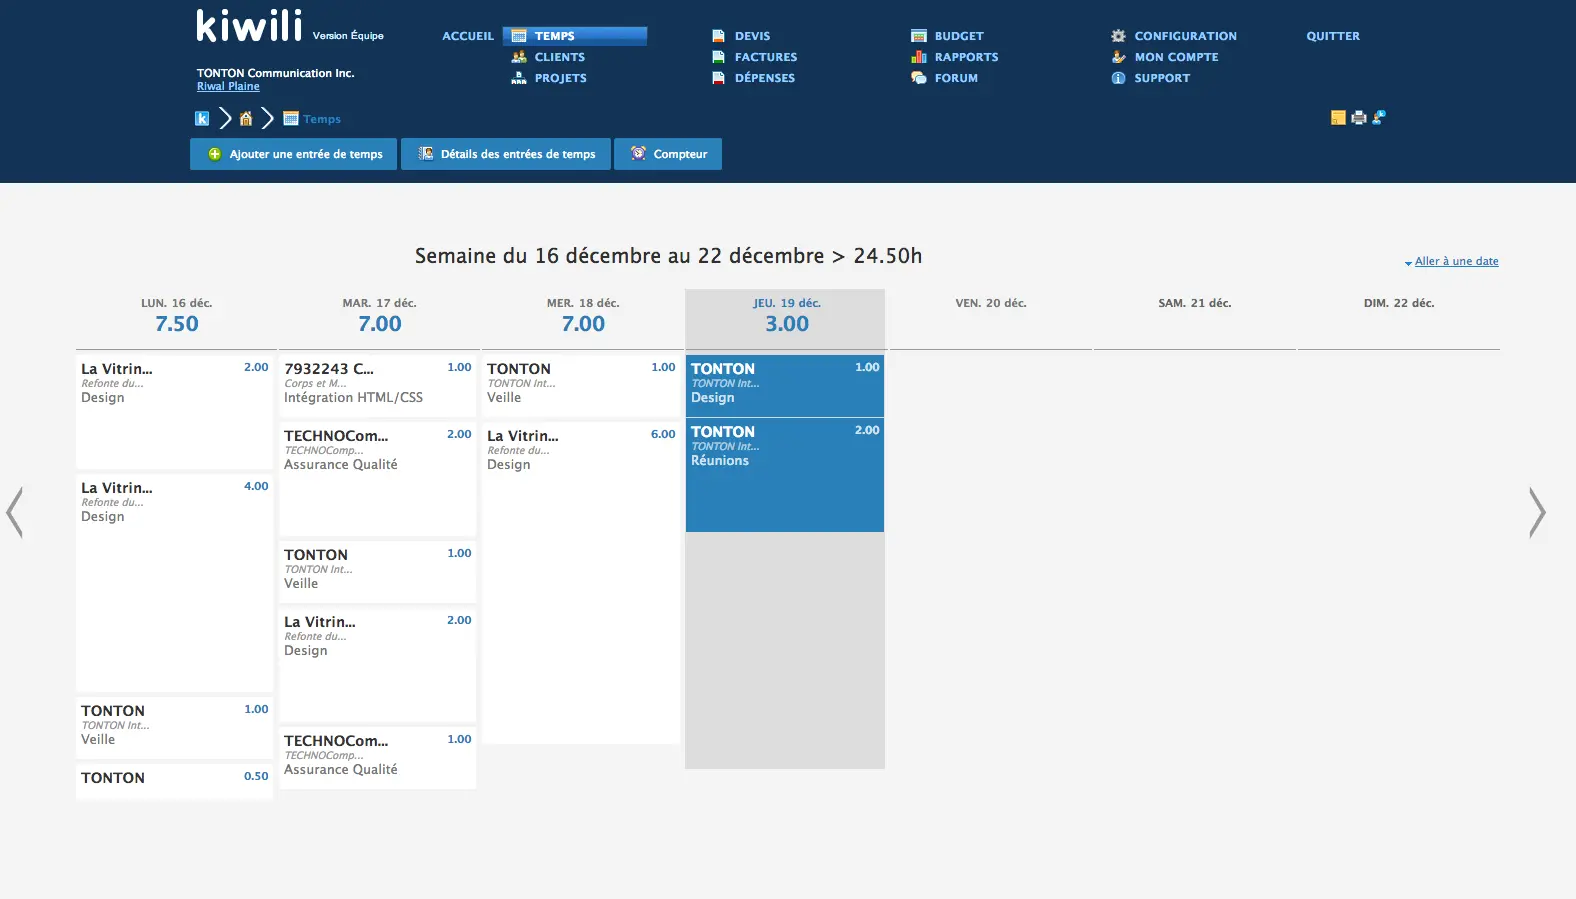 kiwili Version Équipe
TONTON Communication Inc.
Riwal Plaine
ACCUEIL
TEMPS
CLIENTS
PROJETS
DEVIS
FACTURES
DÉPENSES
BUDGET
RAPPORTS
FORUM
CONFIGURATION
MON COMPTE
SUPPORT
QUITTER
k
Temps
Ajouter une entrée de temps
Détails des entrées de temps
Compteur
Semaine du 16 décembre au 22 décembre > 24.50h
Aller à une date
LUN. 16 déc.
7.50
La Vitrin... 2.00
Refonte du...
Design
La Vitrin... 4.00
Refonte du...
Design
TONTON 1.00
TONTON Int...
Veille
TONTON 0.50
MAR. 17 déc.
7.00
7932243 C... 1.00
Corps et M...
Intégration HTML/CSS
TECHNOCom... 2.00
TECHNOComp...
Assurance Qualité
TONTON 1.00
TONTON Int...
Veille
La Vitrin... 2.00
Refonte du...
Design
TECHNOCom... 1.00
TECHNOComp...
Assurance Qualité
MER. 18 déc.
7.00
TONTON 1.00
TONTON Int...
Veille
La Vitrin... 6.00
Refonte du...
Design
JEU. 19 déc.
3.00
TONTON 1.00
TONTON Int...
Design
TONTON 2.00
TONTON Int...
Réunions
VEN. 20 déc.
SAM. 21 déc.
DIM. 22 déc.